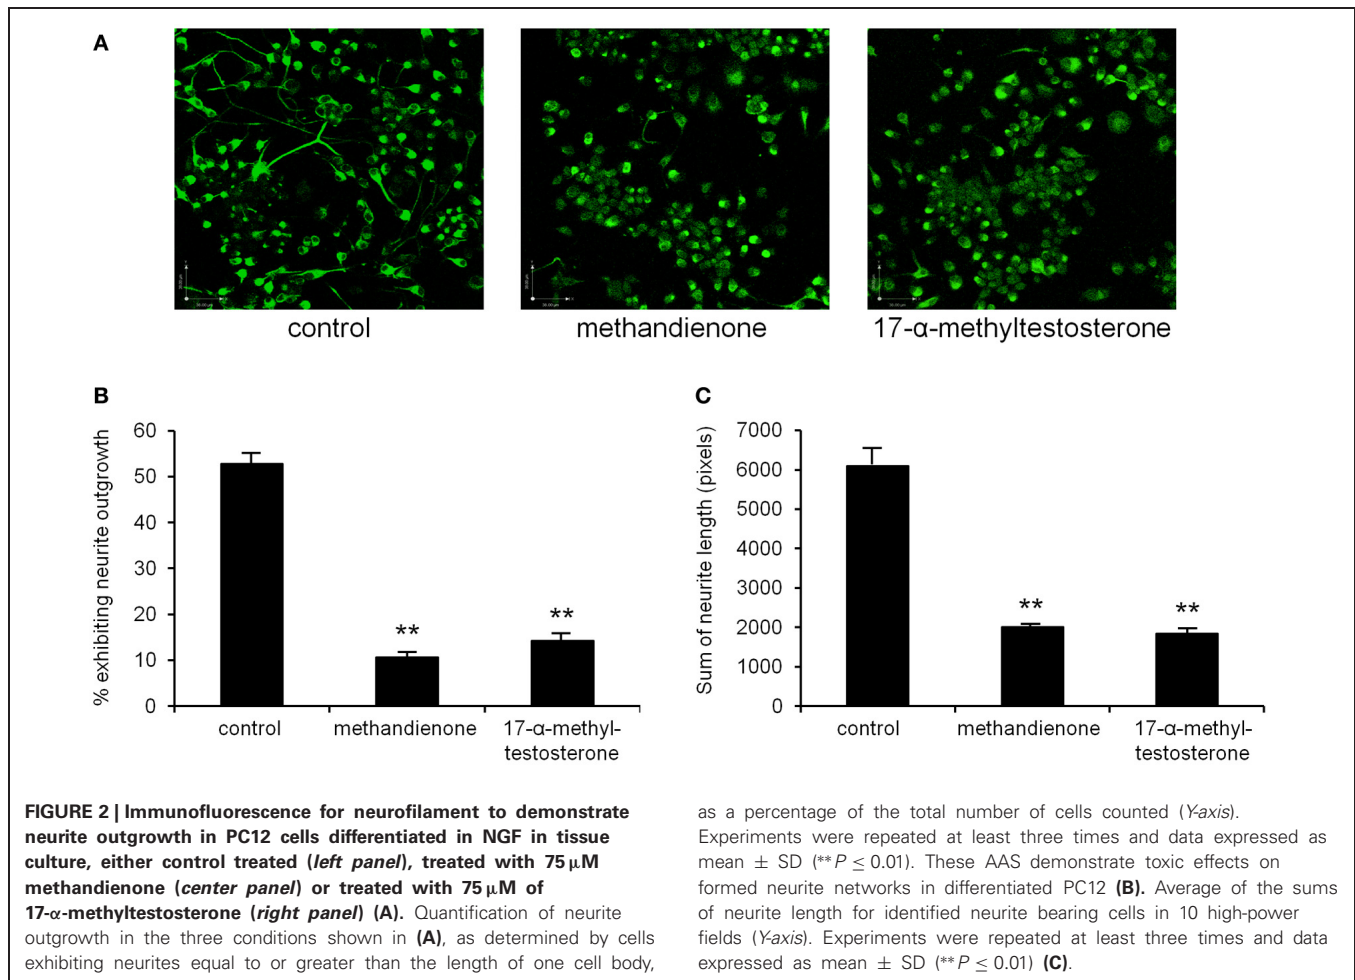 A
control
methandienone
17-α-methyltestosterone
B
% exhibiting neurite outgrowth
60
50
40
30
20
10
0
**
**
control
methandienone
17-α-methyl-
testosterone
C
Sum of neurite length (pixels)
7000
6000
5000
4000
3000
2000
1000
0
**
**
control
methandienone
17-α-methyl-
testosterone
FIGURE 2 | Immunofluorescence for neurofilament to demonstrate
neurite outgrowth in PC12 cells differentiated in NGF in tissue
culture, either control treated (left panel), treated with 75 μM
methandienone (center panel) or treated with 75 μM of
17-α-methyltestosterone (right panel) (A). Quantification of neurite
outgrowth in the three conditions shown in (A), as determined by cells
exhibiting neurites equal to or greater than the length of one cell body,
as a percentage of the total number of cells counted (Y-axis).
Experiments were repeated at least three times and data expressed as
mean ± SD (**P ≤ 0.01). These AAS demonstrate toxic effects on
formed neurite networks in differentiated PC12 (B). Average of the sums
of neurite length for identified neurite bearing cells in 10 high-power
fields (Y-axis). Experiments were repeated at least three times and data
expressed as mean ± SD (**P ≤ 0.01) (C).